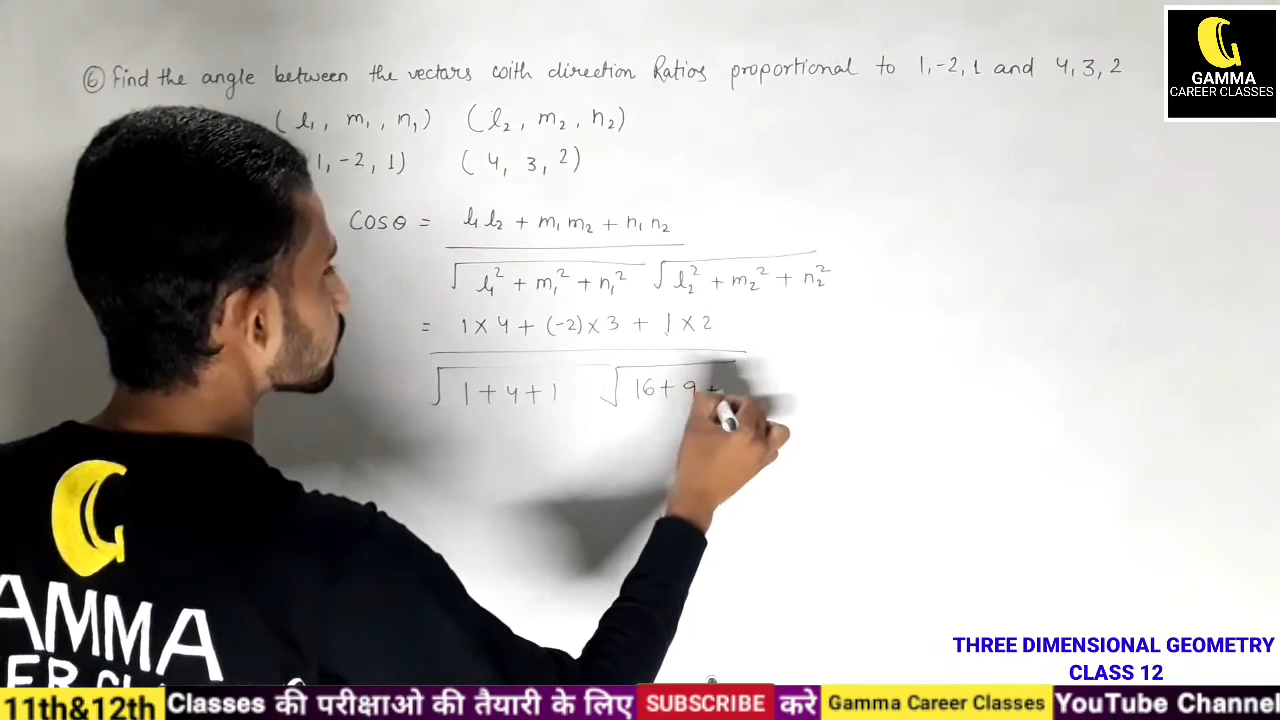 ⑥ Find the angle between the vectars with direction Ratios proportional to 1,-2,1 and 4,3,2
(l₁, m₁, n₁) (l₂, m₂, n₂)
1, -2, 1) (4, 3, 2)
Cosθ = l₁l₂ + m₁m₂ + n₁n₂
√l₁² + m₁² + n₁² √l₂² + m₂² + n₂²
= 1×4 + (-2)×3 + 1×2
√1+4+1 √16+9+
GAMMA
CAREER CLASSES
AMMA
THREE DIMENSIONAL GEOMETRY
CLASS 12
11th&12th Classes की परीक्षाओ की तैयारी के लिए SUBSCRIBE करे Gamma Career Classes YouTube Channel